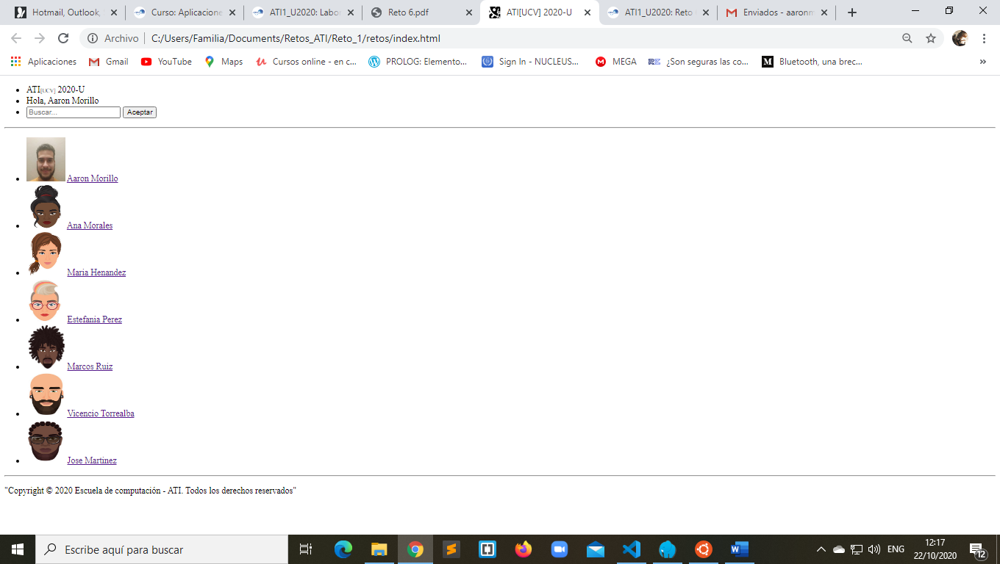 Hotmail, Outlook,
Curso: Aplicacione
ATI1_U2020: Labor
Reto 6.pdf
ATI[UCV] 2020-U
ATI1_U2020: Reto
Enviados - aaronm
Archivo
C:/Users/Familia/Documents/Retos_ATI/Reto_1/retos/index.html
Aplicaciones
Gmail
YouTube
Maps
Cursos online - en c...
PROLOG: Elemento...
Sign In - NUCLEUS...
MEGA
¿Son seguras las co...
Bluetooth, una brec...
»
ATI[UCV] 2020-U
Hola, Aaron Morillo
Buscar... Aceptar
Aaron Morillo
Ana Morales
Maria Henandez
Estefania Perez
Marcos Ruiz
Vicencio Torrealba
Jose Martinez
"Copyright © 2020 Escuela de computación - ATI. Todos los derechos reservados"
Escribe aquí para buscar
ENG
12:17
22/10/2020
12